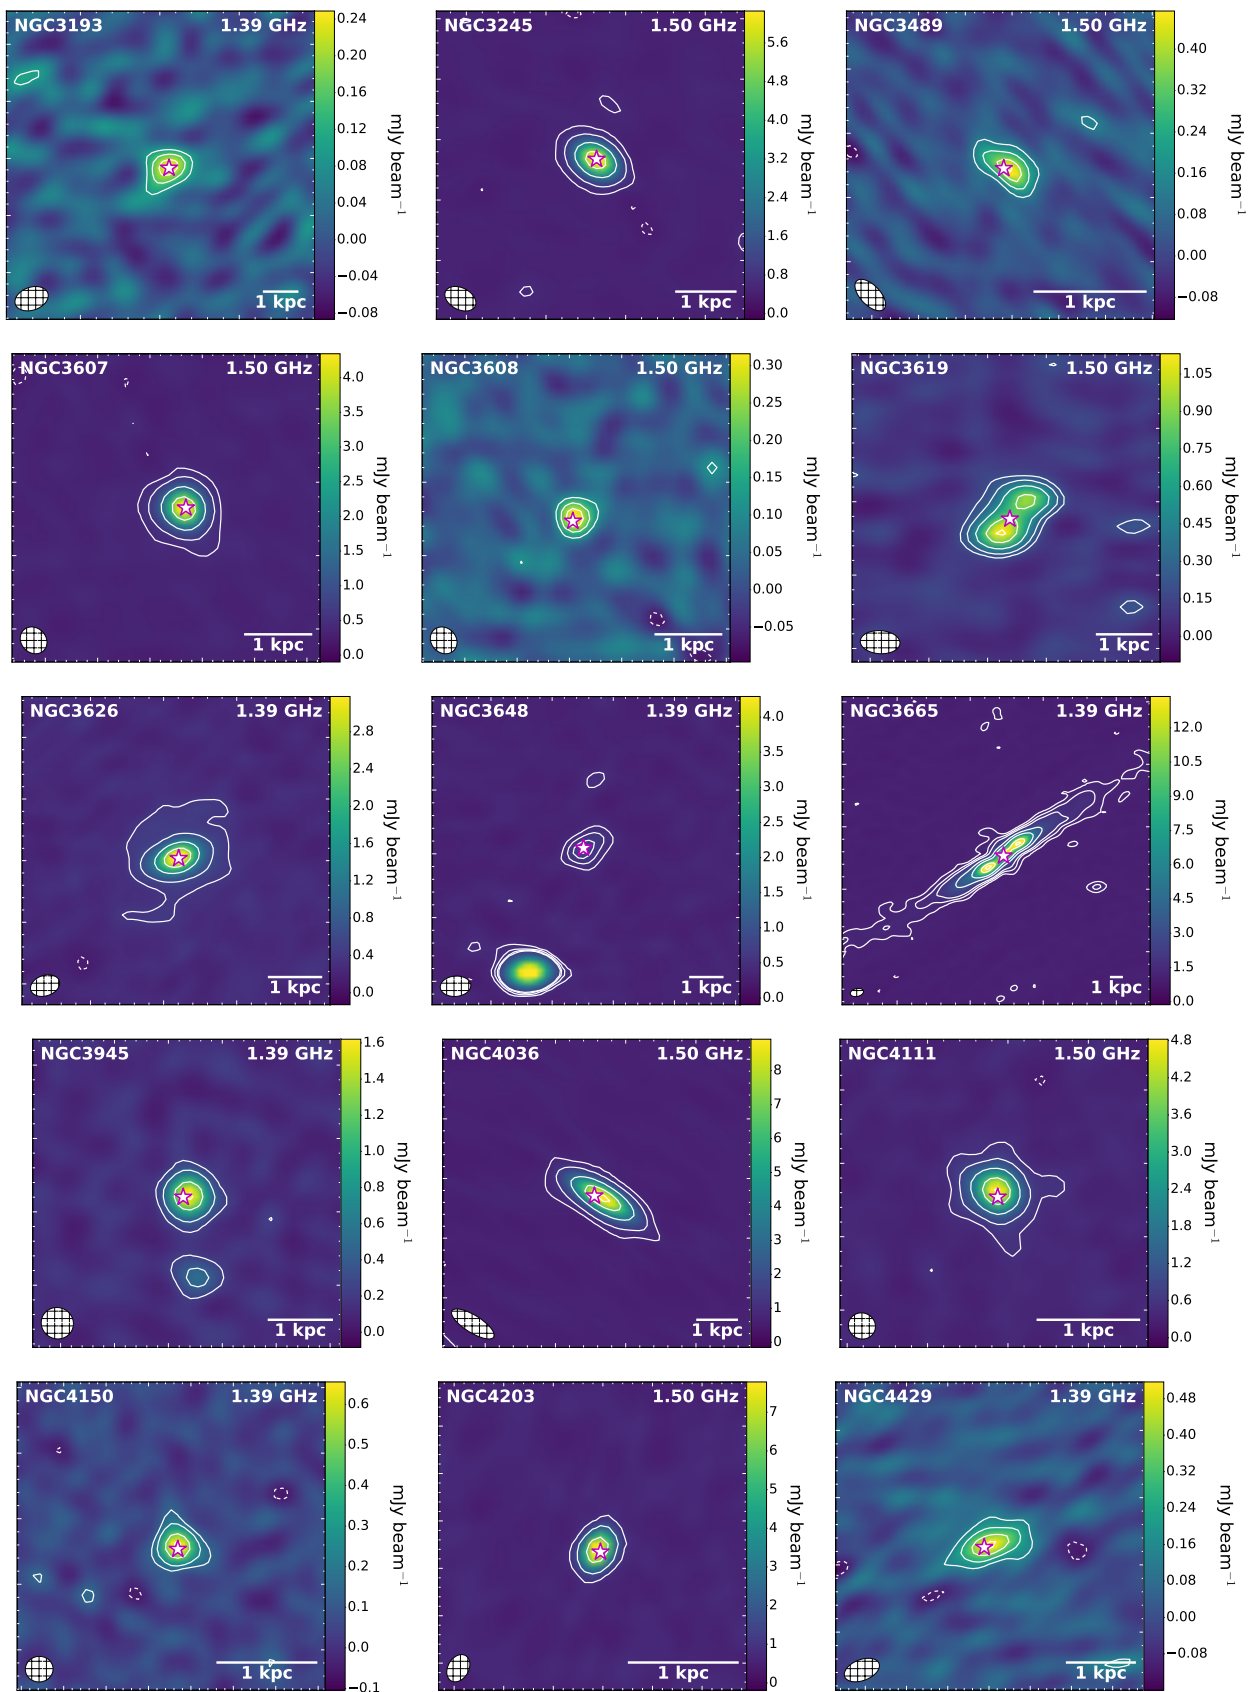 NGC3193 1.39 GHz
0.24
0.20
0.16
0.12
0.08
0.04
0.00
−0.04
−0.08
mJy beam−1
1 kpc
NGC3245 1.50 GHz
5.6
4.8
4.0
3.2
2.4
1.6
0.8
0.0
mJy beam−1
1 kpc
NGC3489 1.50 GHz
0.40
0.32
0.24
0.16
0.08
0.00
−0.08
mJy beam−1
1 kpc
NGC3607 1.50 GHz
4.0
3.5
3.0
2.5
2.0
1.5
1.0
0.5
0.0
mJy beam−1
1 kpc
NGC3608 1.50 GHz
0.30
0.25
0.20
0.15
0.10
0.05
0.00
−0.05
mJy beam−1
1 kpc
NGC3619 1.50 GHz
1.05
0.90
0.75
0.60
0.45
0.30
0.15
0.00
mJy beam−1
1 kpc
NGC3626 1.39 GHz
2.8
2.4
2.0
1.6
1.2
0.8
0.4
0.0
mJy beam−1
1 kpc
NGC3648 1.39 GHz
4.0
3.5
3.0
2.5
2.0
1.5
1.0
0.5
0.0
mJy beam−1
1 kpc
NGC3665 1.39 GHz
12.0
10.5
9.0
7.5
6.0
4.5
3.0
1.5
0.0
mJy beam−1
1 kpc
NGC3945 1.39 GHz
1.6
1.4
1.2
1.0
0.8
0.6
0.4
0.2
0.0
mJy beam−1
1 kpc
NGC4036 1.50 GHz
8
7
6
5
4
3
2
1
0
mJy beam−1
1 kpc
NGC4111 1.50 GHz
4.8
4.2
3.6
3.0
2.4
1.8
1.2
0.6
0.0
mJy beam−1
1 kpc
NGC4150 1.39 GHz
0.6
0.5
0.4
0.3
0.2
0.1
0.0
−0.1
mJy beam−1
1 kpc
NGC4203 1.50 GHz
7
6
5
4
3
2
1
0
mJy beam−1
1 kpc
NGC4429 1.39 GHz
0.48
0.40
0.32
0.24
0.16
0.08
0.00
−0.08
mJy beam−1
1 kpc